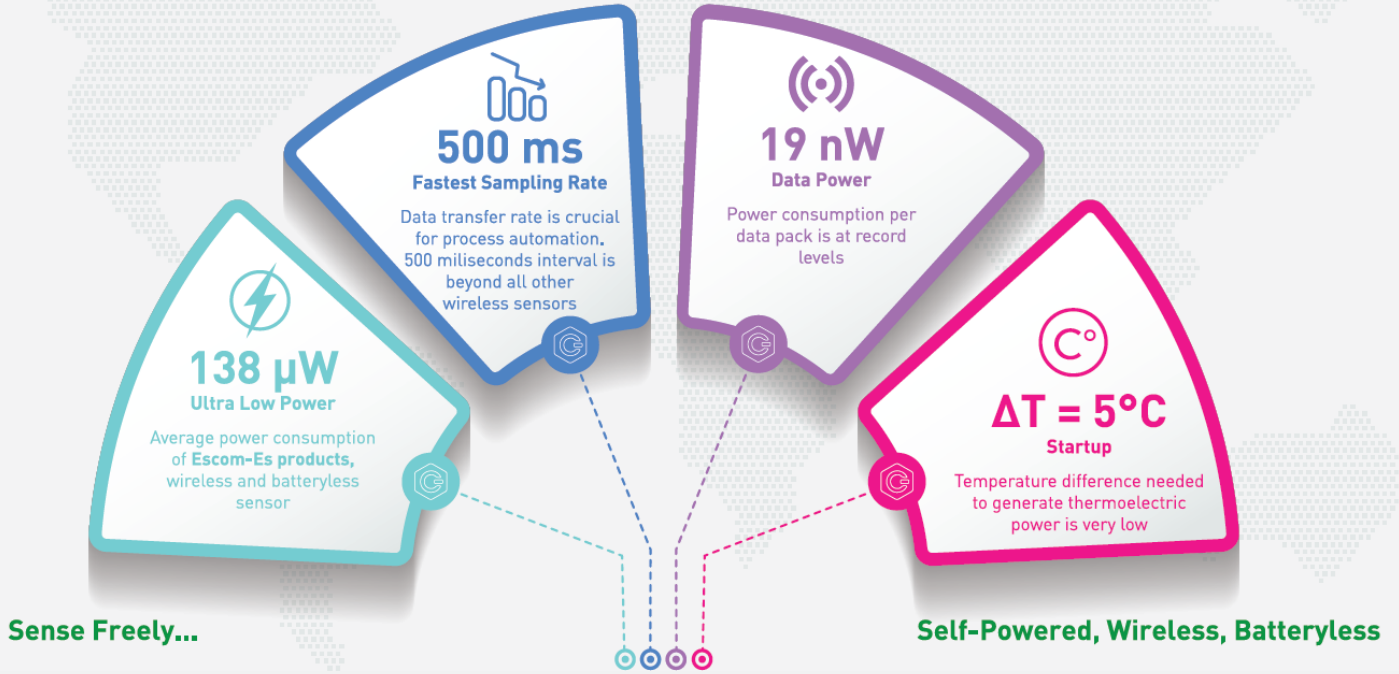 138 µW
Ultra Low Power
Average power consumption
of Escom-Es products,
wireless and batteryless
sensor
500 ms
Fastest Sampling Rate
Data transfer rate is crucial
for process automation.
500 miliseconds interval is
beyond all other
wireless sensors
19 nW
Data Power
Power consumption per
data pack is at record
levels
C°
ΔT = 5°C
Startup
Temperature difference needed
to generate thermoelectric
power is very low
Sense Freely...
Self-Powered, Wireless, Batteryless